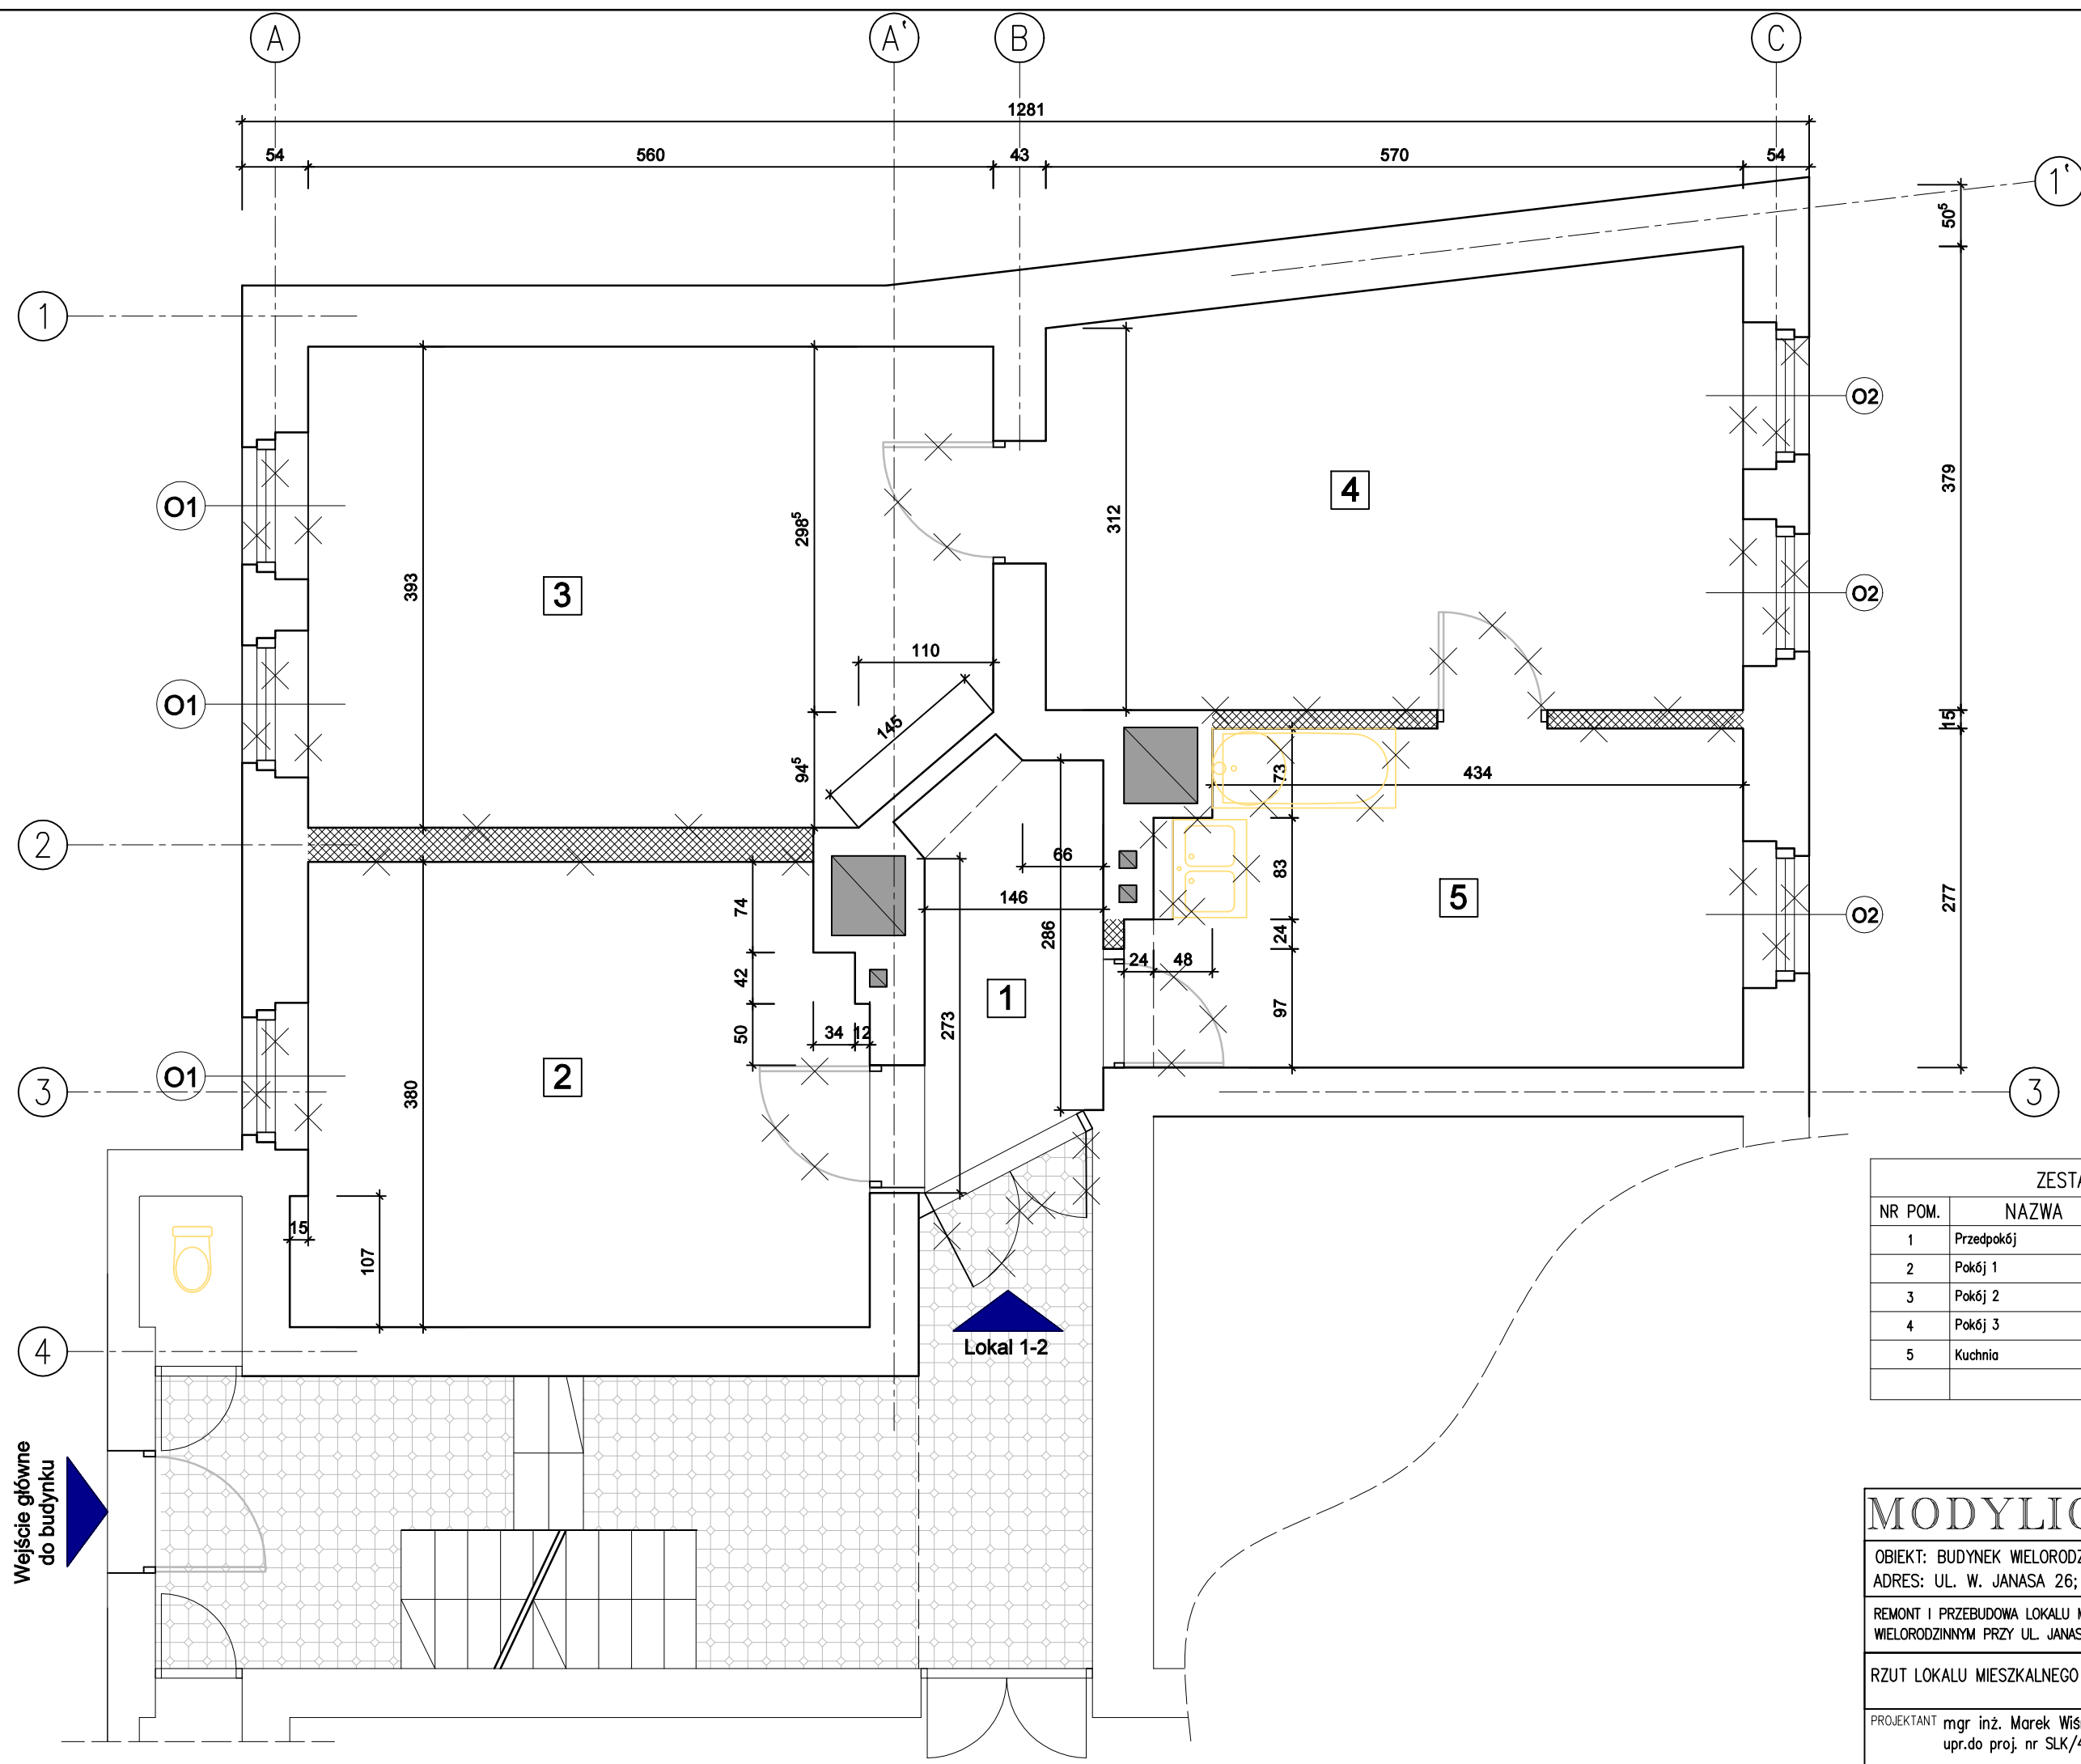 A
A'
B
C
1281
54
560
43
570
54
1'
50⁵
1
O2
379
4
298⁵
312
O1
393
3
O2
110
O1
145
15
94⁵
73
434
2
66
83
5
277
74
146
286
24
O2
42
24
48
1
50
34
12
273
97
O1
2
380
3
3
15
107
ZESTA
NR POM.
NAZWA
1
Przedpokój
2
Pokój 1
3
Pokój 2
4
Pokój 3
5
Kuchnia
4
Lokal 1-2
Wejście główne
do budynku
MODYLIO
OBIEKT: BUDYNEK WIELORODZ
ADRES: UL. W. JANASA 26;
REMONT I PRZEBUDOWA LOKALU M
WIELORODZINNYM PRZY UL. JANAS
RZUT LOKALU MIESZKALNEGO
PROJEKTANT mgr inż. Marek Wiś
upr.do proj. nr SLK/4